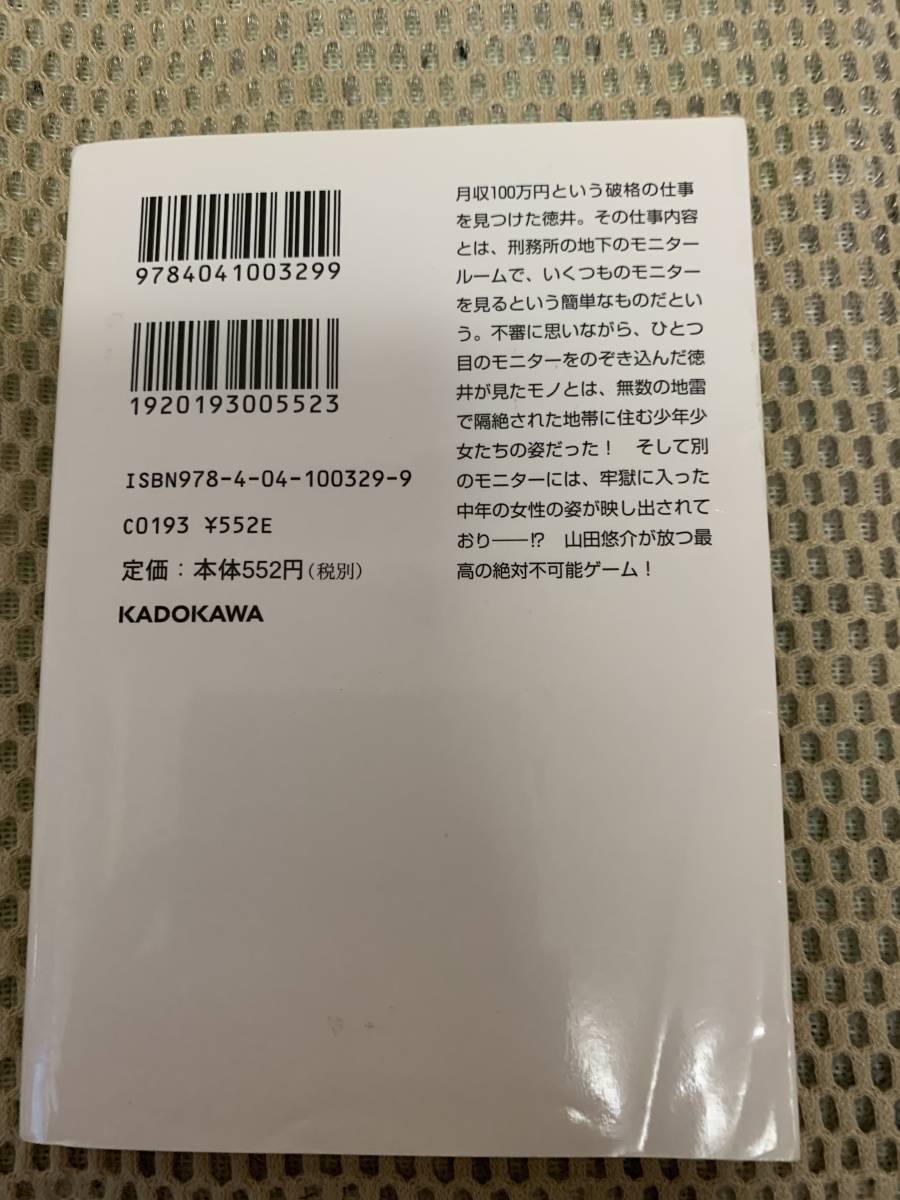 9784041003299
1920193005523
ISBN978-4-04-100329-9
C0193 ¥552E
定価：本体552円（税別）
KADOKAWA
月収100万円という破格の仕事
を見つけた徳井。その仕事内容
とは、刑務所の地下のモニター
ルームで、いくつものモニター
を見るという簡単なものだとい
う。不審に思いながら、ひとつ
目のモニターをのぞき込んだ徳
井が見たモノとは、無数の地雷
で隔絶された地帯に住む少年少
女たちの姿だった！　そして別
のモニターには、牢獄に入った
中年の女性の姿が映し出されて
おり――!?　山田悠介が放つ最
高の絶対不可能ゲーム！